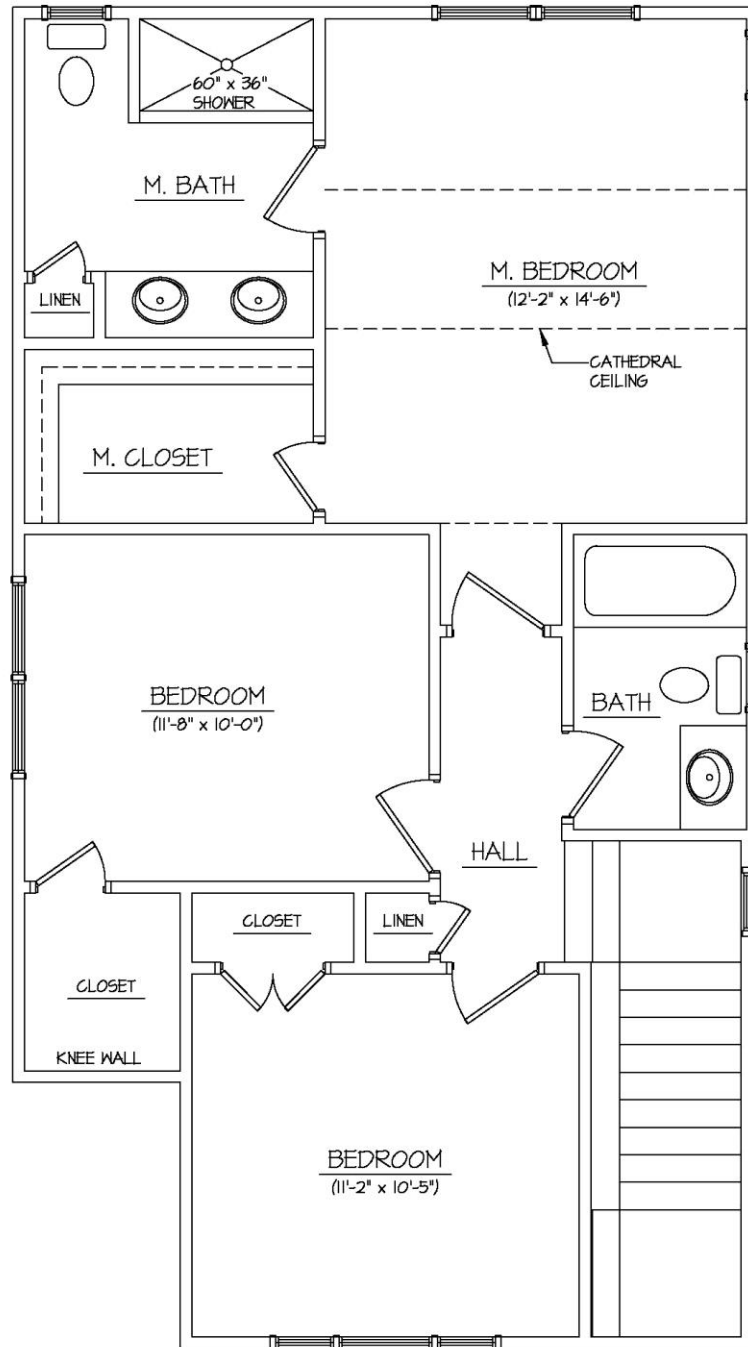 60" x 36"
SHOWER
M. BATH
LINEN
M. BEDROOM
(12'-2" x 14'-6")
CATHEDRAL
CEILING
M. CLOSET
BEDROOM
(11'-8" x 10'-0")
BATH
HALL
CLOSET
LINEN
CLOSET
KNEE WALL
BEDROOM
(11'-2" x 10'-5")